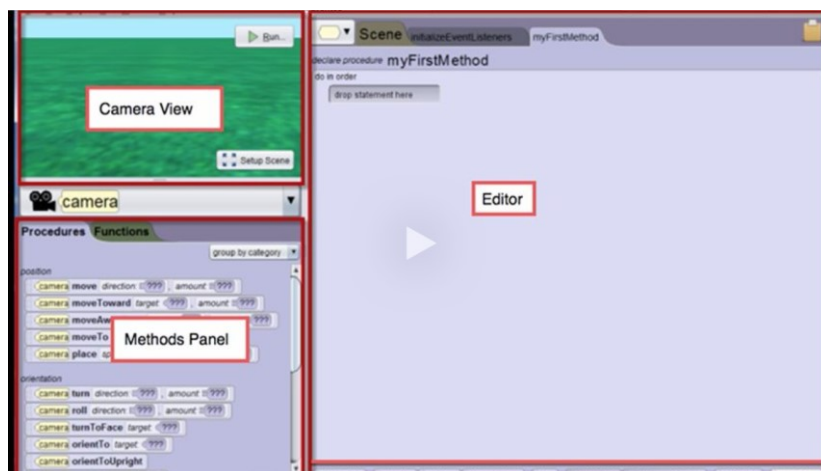 Run...
Camera View
Setup Scene
camera
Procedures Functions
group by category
position
camera move direction ??? , amount ???
camera moveToward target ??? , amount ???
camera moveAw ???
camera moveTo
camera place
Methods Panel
orientation
camera turn direction ??? , amount ???
camera roll direction ??? , amount ???
camera turnToFace target ???
camera orientTo target ???
camera orientToUpright
Scene initializeEventListeners myFirstMethod
declare procedure myFirstMethod
do in order
drop statement here
Editor